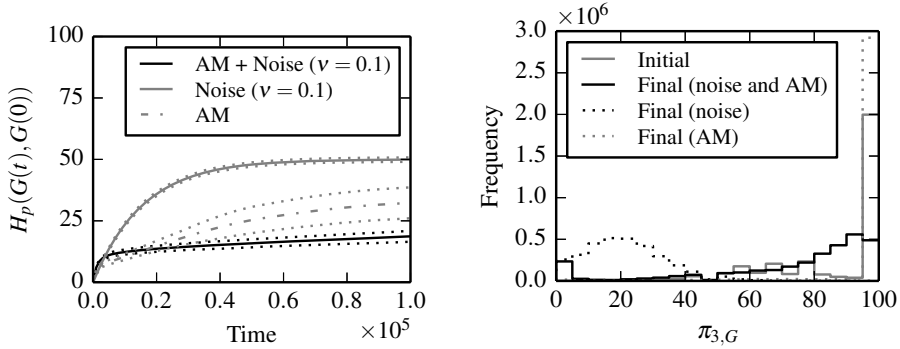 100
75
50
25
0
H_p(G(t), G(0))
AM + Noise (ν = 0.1)
Noise (ν = 0.1)
AM
0.0 0.2 0.4 0.6 0.8 1.0
×10^5
Time
×10^6
3.0
2.5
2.0
1.5
1.0
0.5
0.0
Frequency
Initial
Final (noise and AM)
Final (noise)
Final (AM)
0 20 40 60 80 100
π_{3,G}